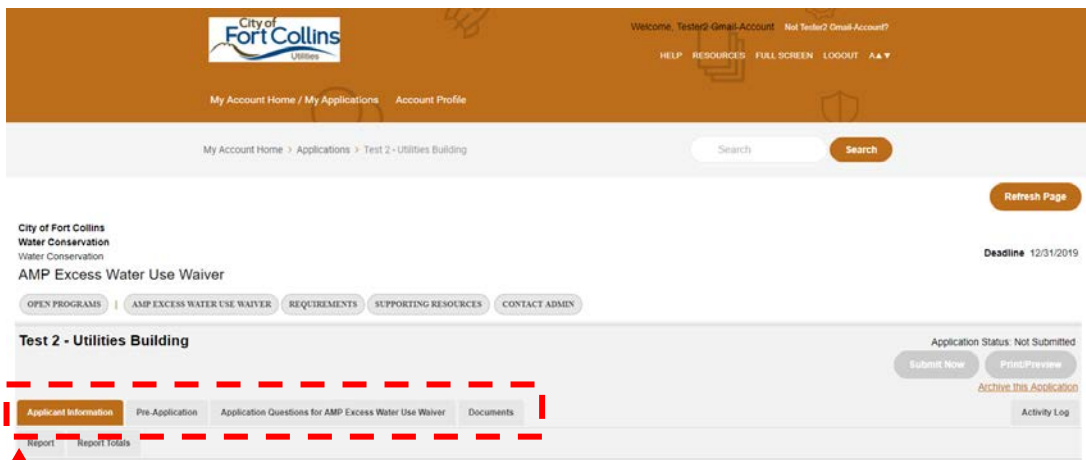 City of
Fort Collins
Utilities
Welcome, Tester2-Gmail-Account Not Tester2 Gmail-Account?
HELP RESOURCES FULL SCREEN LOGOUT AA▼
My Account Home / My Applications Account Profile
My Account Home > Applications > Test 2 - Utilities Building
Search Search
Refresh Page
City of Fort Collins
Water Conservation
Water Conservation
Deadline 12/31/2019
AMP Excess Water Use Waiver
OPEN PROGRAMS | AMP EXCESS WATER USE WAIVER REQUIREMENTS SUPPORTING RESOURCES CONTACT ADMIN
Test 2 - Utilities Building
Application Status: Not Submitted
Submit Now Print/Preview
Archive this Application
Applicant Information Pre-Application Application Questions for AMP Excess Water Use Waiver Documents Activity Log
Report Report Totals